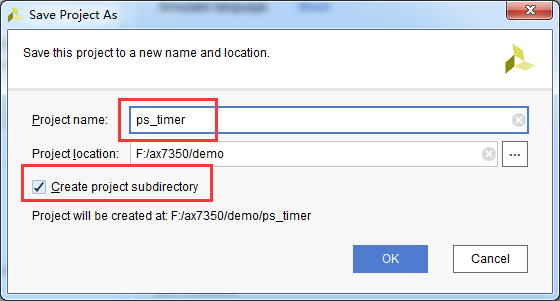 Save Project As
Save this project to a new name and location.
Project name: ps_timer
Project location: F:/ax7350/demo ...
Create project subdirectory
Project will be created at: F:/ax7350/demo/ps_timer
OK Cancel